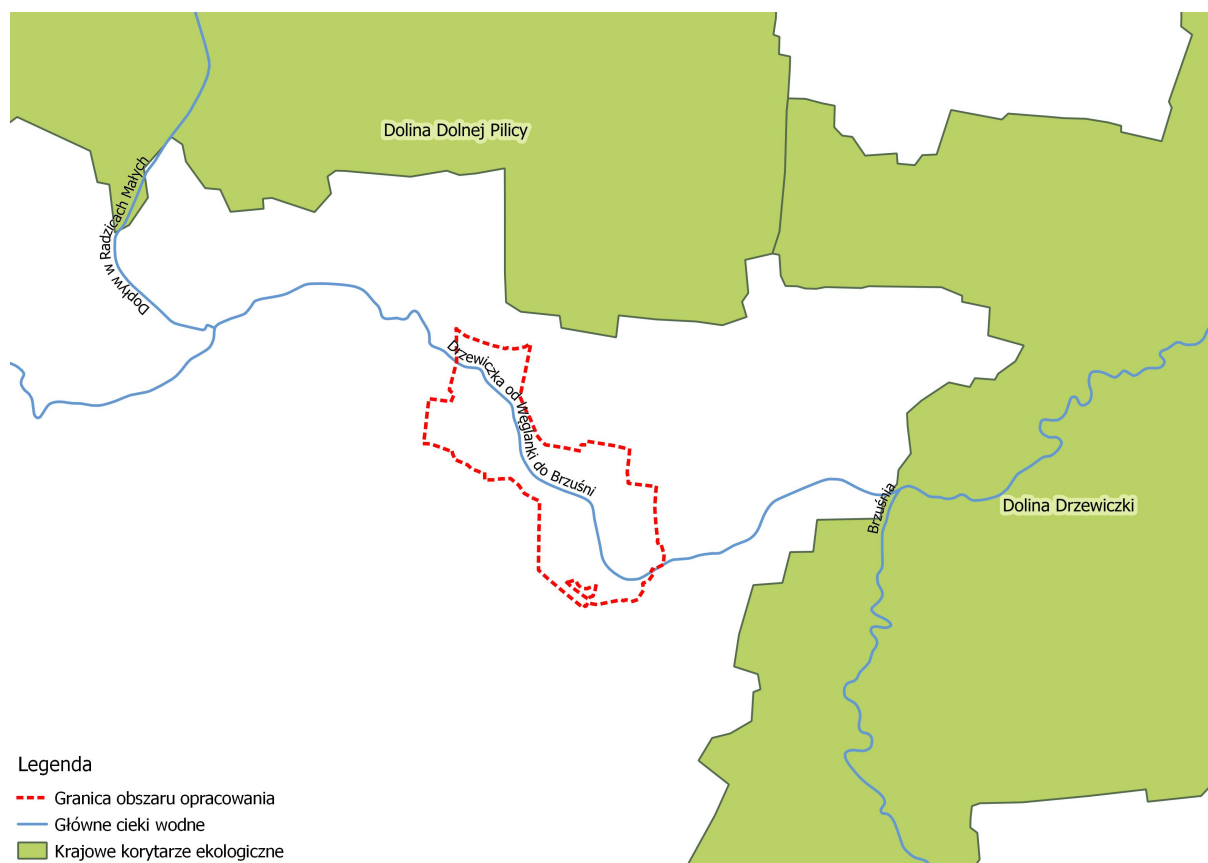 Dolina Dolnej Pilicy
Dopływ w Radzicach Małych
Drzewiczka od Węglanki do Brzuśni
Brzuśnia
Dolina Drzewiczki
Legenda
Granica obszaru opracowania
Główne cieki wodne
Krajowe korytarze ekologiczne